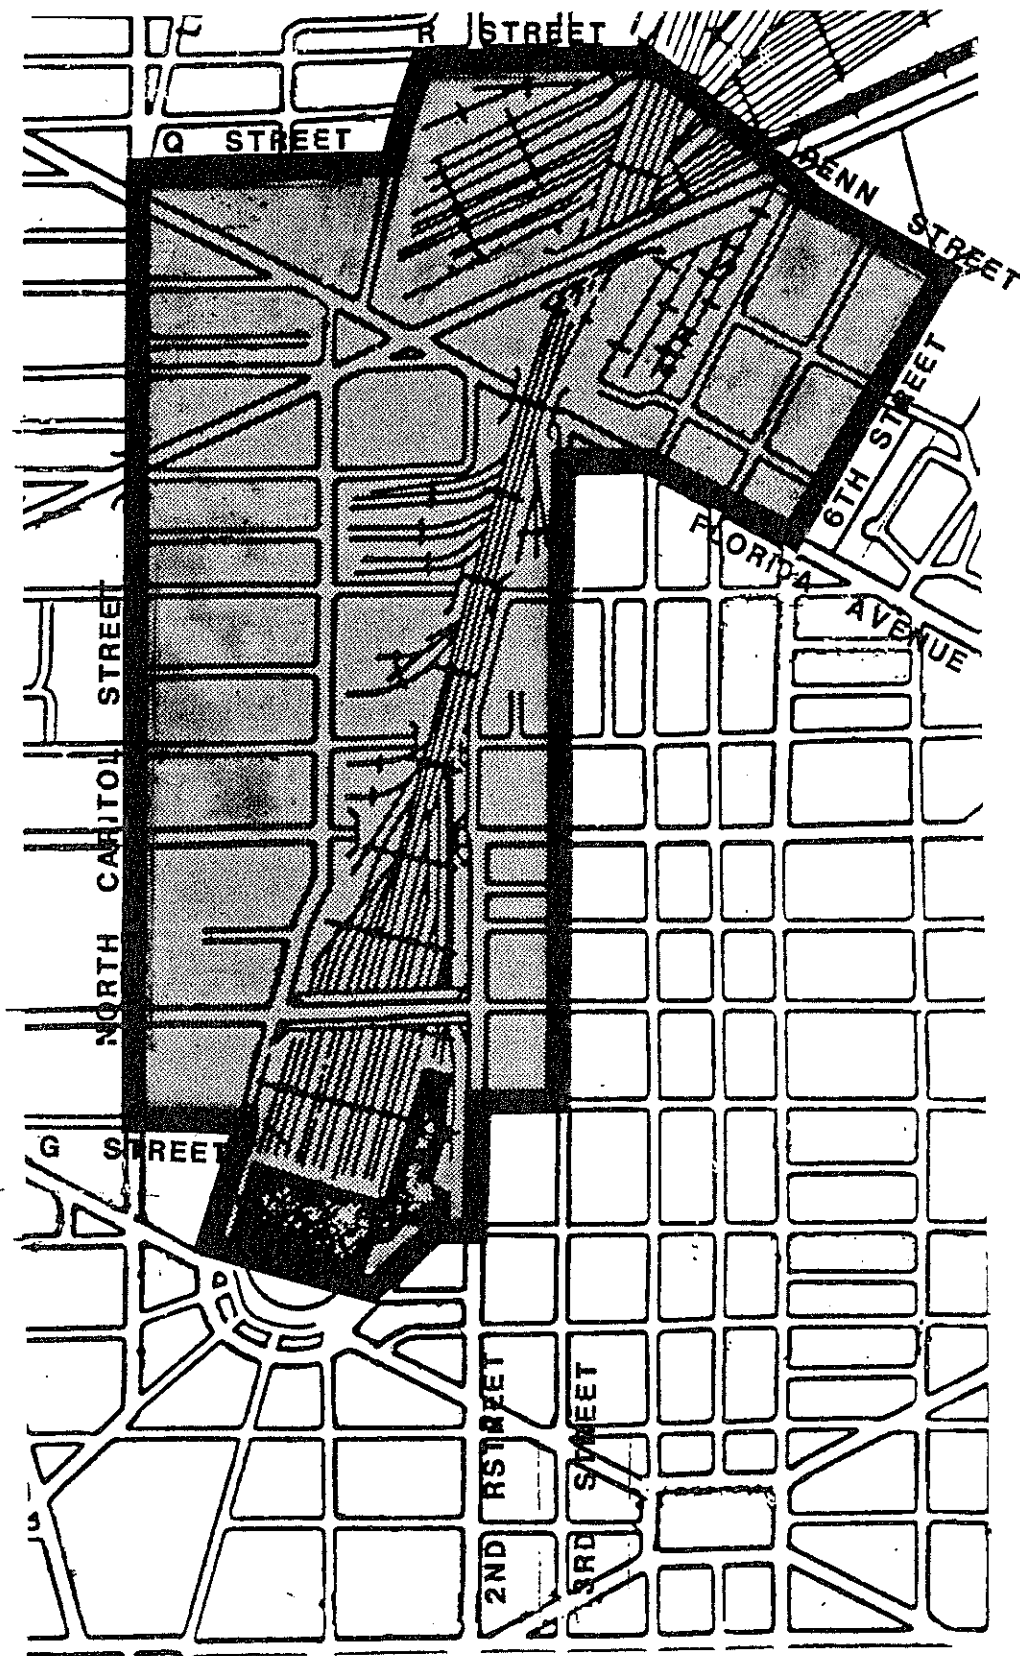 R STREET
Q STREET
PENN STREET
6TH STREET
FLORIDA AVENUE
NORTH CAPITOL STREET
G STREET
2ND STREET
3RD STREET